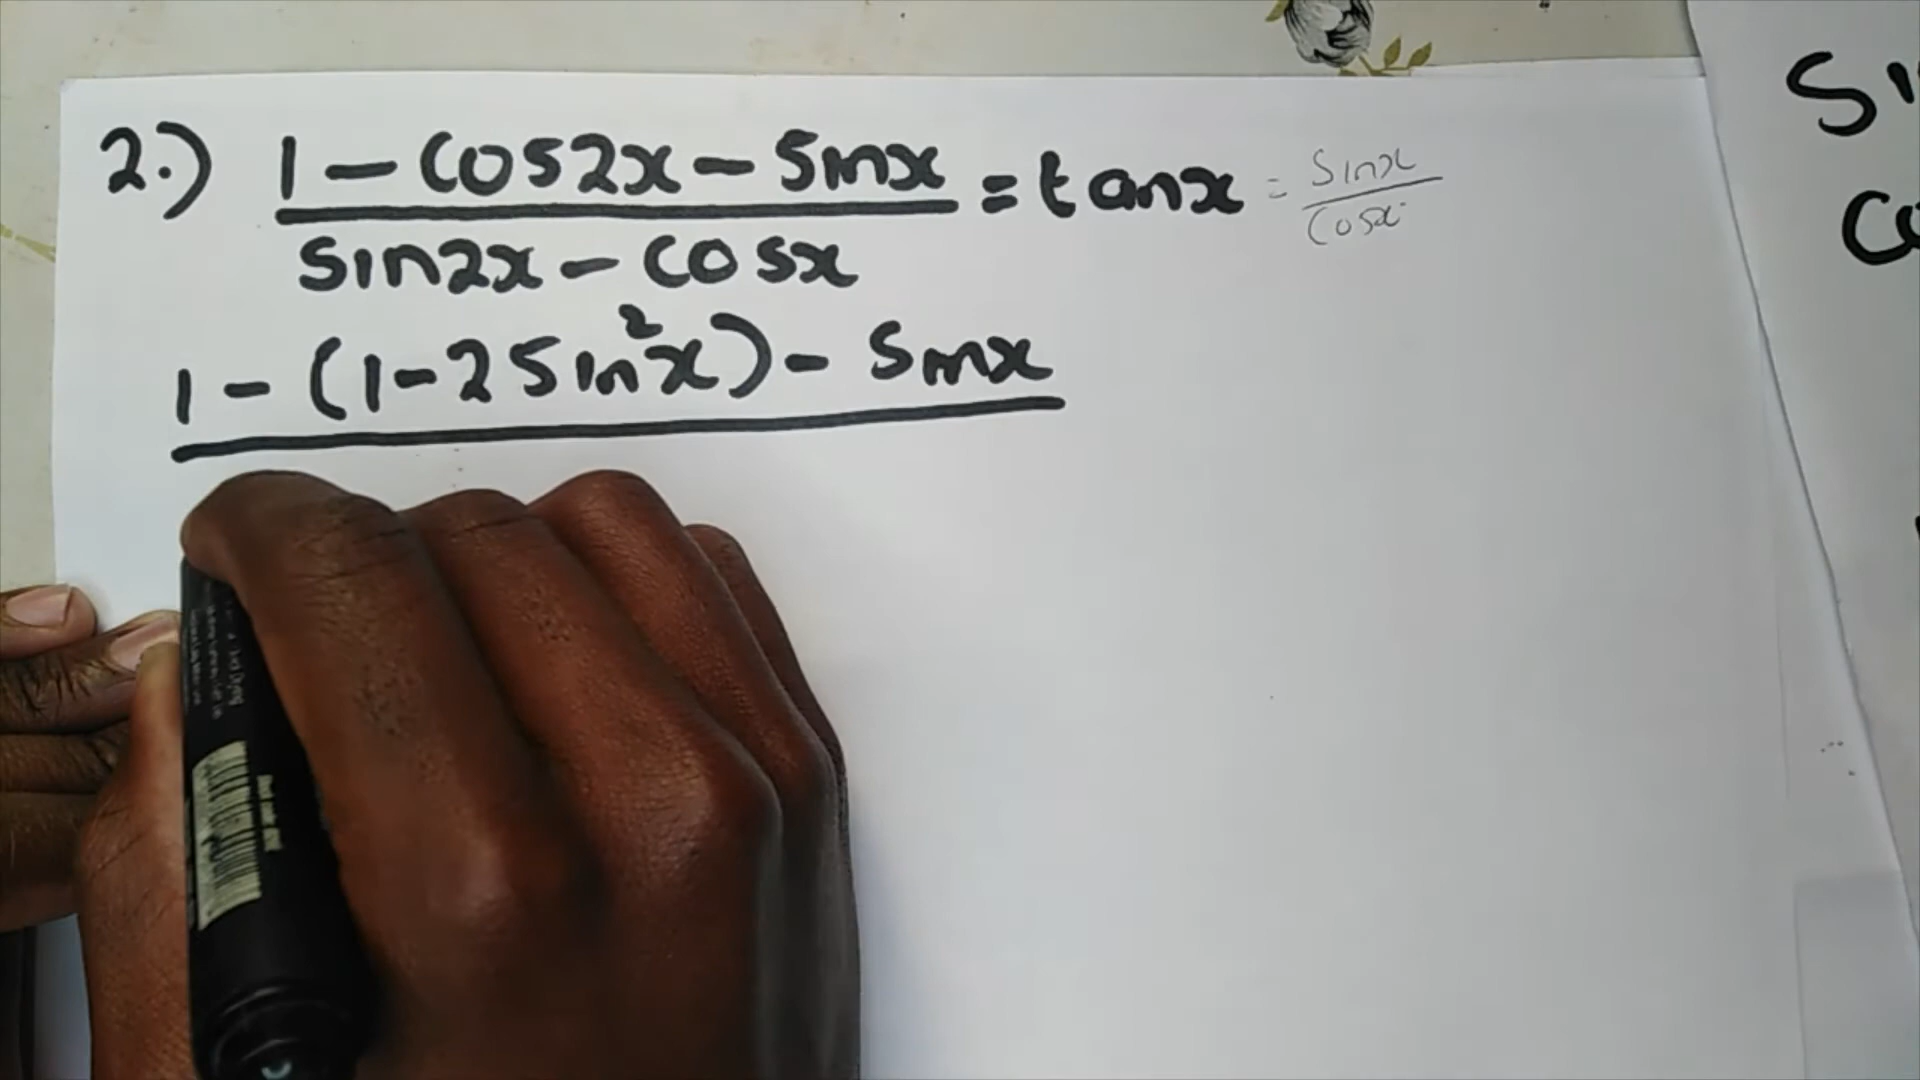 2.) 1 - cos2x - sinx = tanx = sinx
sin2x - cosx cosx
1 - (1-2sin²x) - sinx